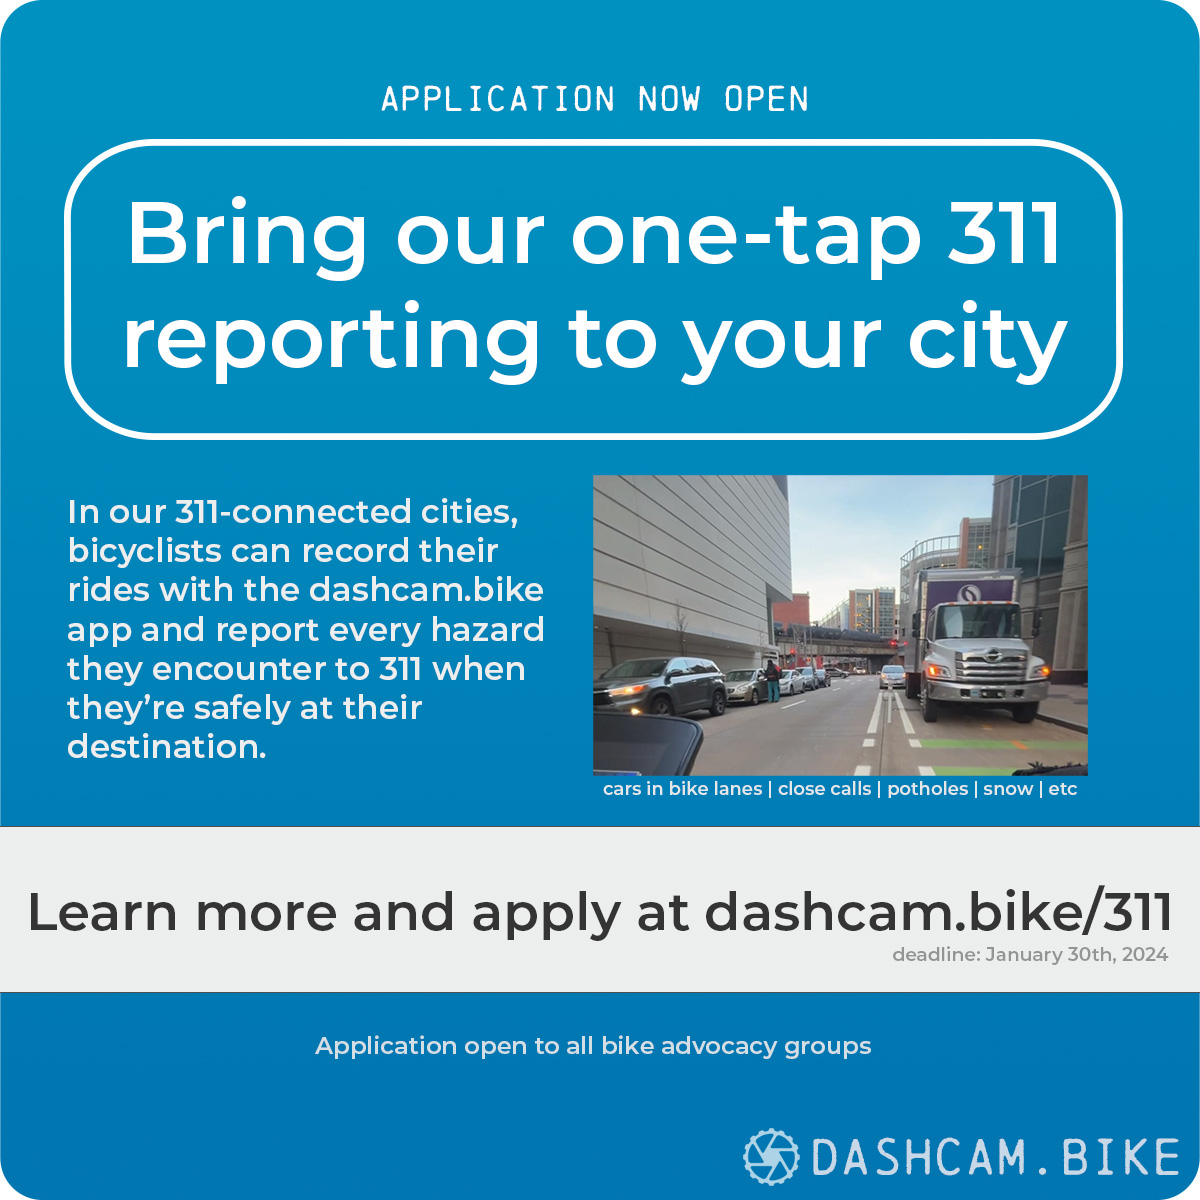 APPLICATION NOW OPEN
Bring our one-tap 311
reporting to your city
In our 311-connected cities,
bicyclists can record their
rides with the dashcam.bike
app and report every hazard
they encounter to 311 when
they’re safely at their
destination.
cars in bike lanes | close calls | potholes | snow | etc
Learn more and apply at dashcam.bike/311
deadline: January 30th, 2024
Application open to all bike advocacy groups
DASHCAM.BIKE